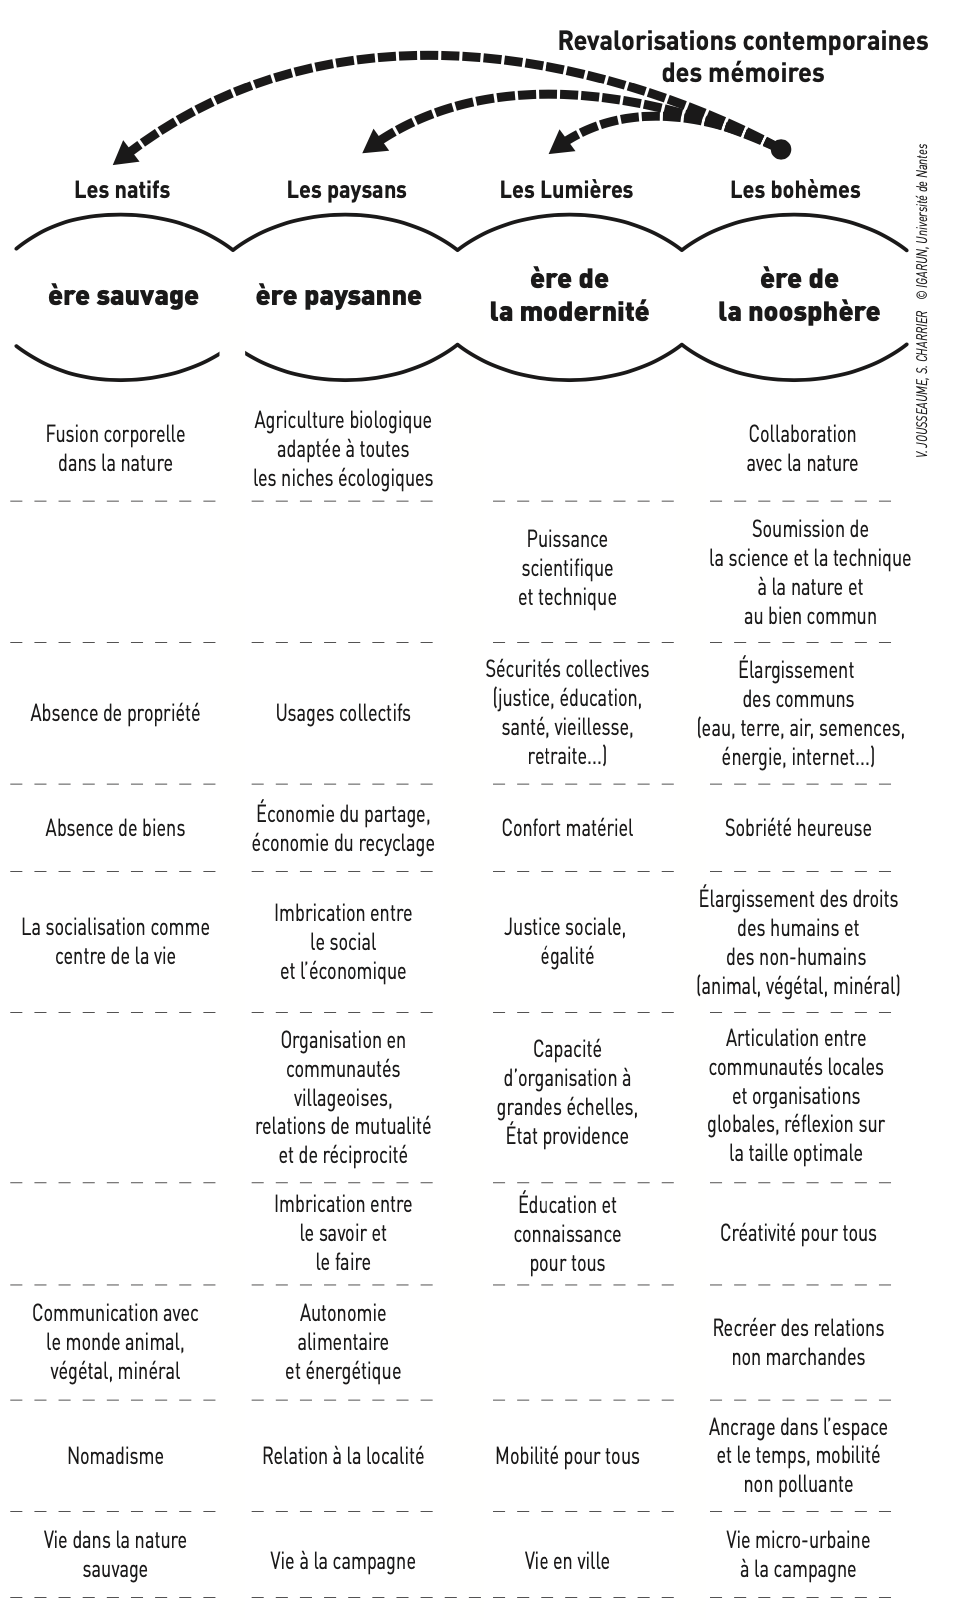 Revalorisations contemporaines
des mémoires
Les natifs
Les paysans
Les Lumières
Les bohèmes
ère sauvage
ère paysanne
ère de
la modernité
ère de
la noosphère
V. JOUSSEAUME, S. CHARRIER © IGARUN, Université de Nantes
Fusion corporelle
dans la nature
Agriculture biologique
adaptée à toutes
les niches écologiques
Collaboration
avec la nature
Puissance
scientifique
et technique
Soumission de
la science et la technique
à la nature et
au bien commun
Absence de propriété
Usages collectifs
Sécurités collectives
(justice, éducation,
santé, vieillesse,
retraite...)
Élargissement
des communs
(eau, terre, air, semences,
énergie, internet...)
Absence de biens
Économie du partage,
économie du recyclage
Confort matériel
Sobriété heureuse
La socialisation comme
centre de la vie
Imbrication entre
le social
et l'économique
Justice sociale,
égalité
Élargissement des droits
des humains et
des non-humains
(animal, végétal, minéral)
Organisation en
communautés
villageoises,
relations de mutualité
et de réciprocité
Capacité
d'organisation à
grandes échelles,
État providence
Articulation entre
communautés locales
et organisations
globales, réflexion sur
la taille optimale
Imbrication entre
le savoir et
le faire
Éducation et
connaissance
pour tous
Créativité pour tous
Communication avec
le monde animal,
végétal, minéral
Autonomie
alimentaire
et énergétique
Recréer des relations
non marchandes
Nomadisme
Relation à la localité
Mobilité pour tous
Ancrage dans l'espace
et le temps, mobilité
non polluante
Vie dans la nature
sauvage
Vie à la campagne
Vie en ville
Vie micro-urbaine
à la campagne